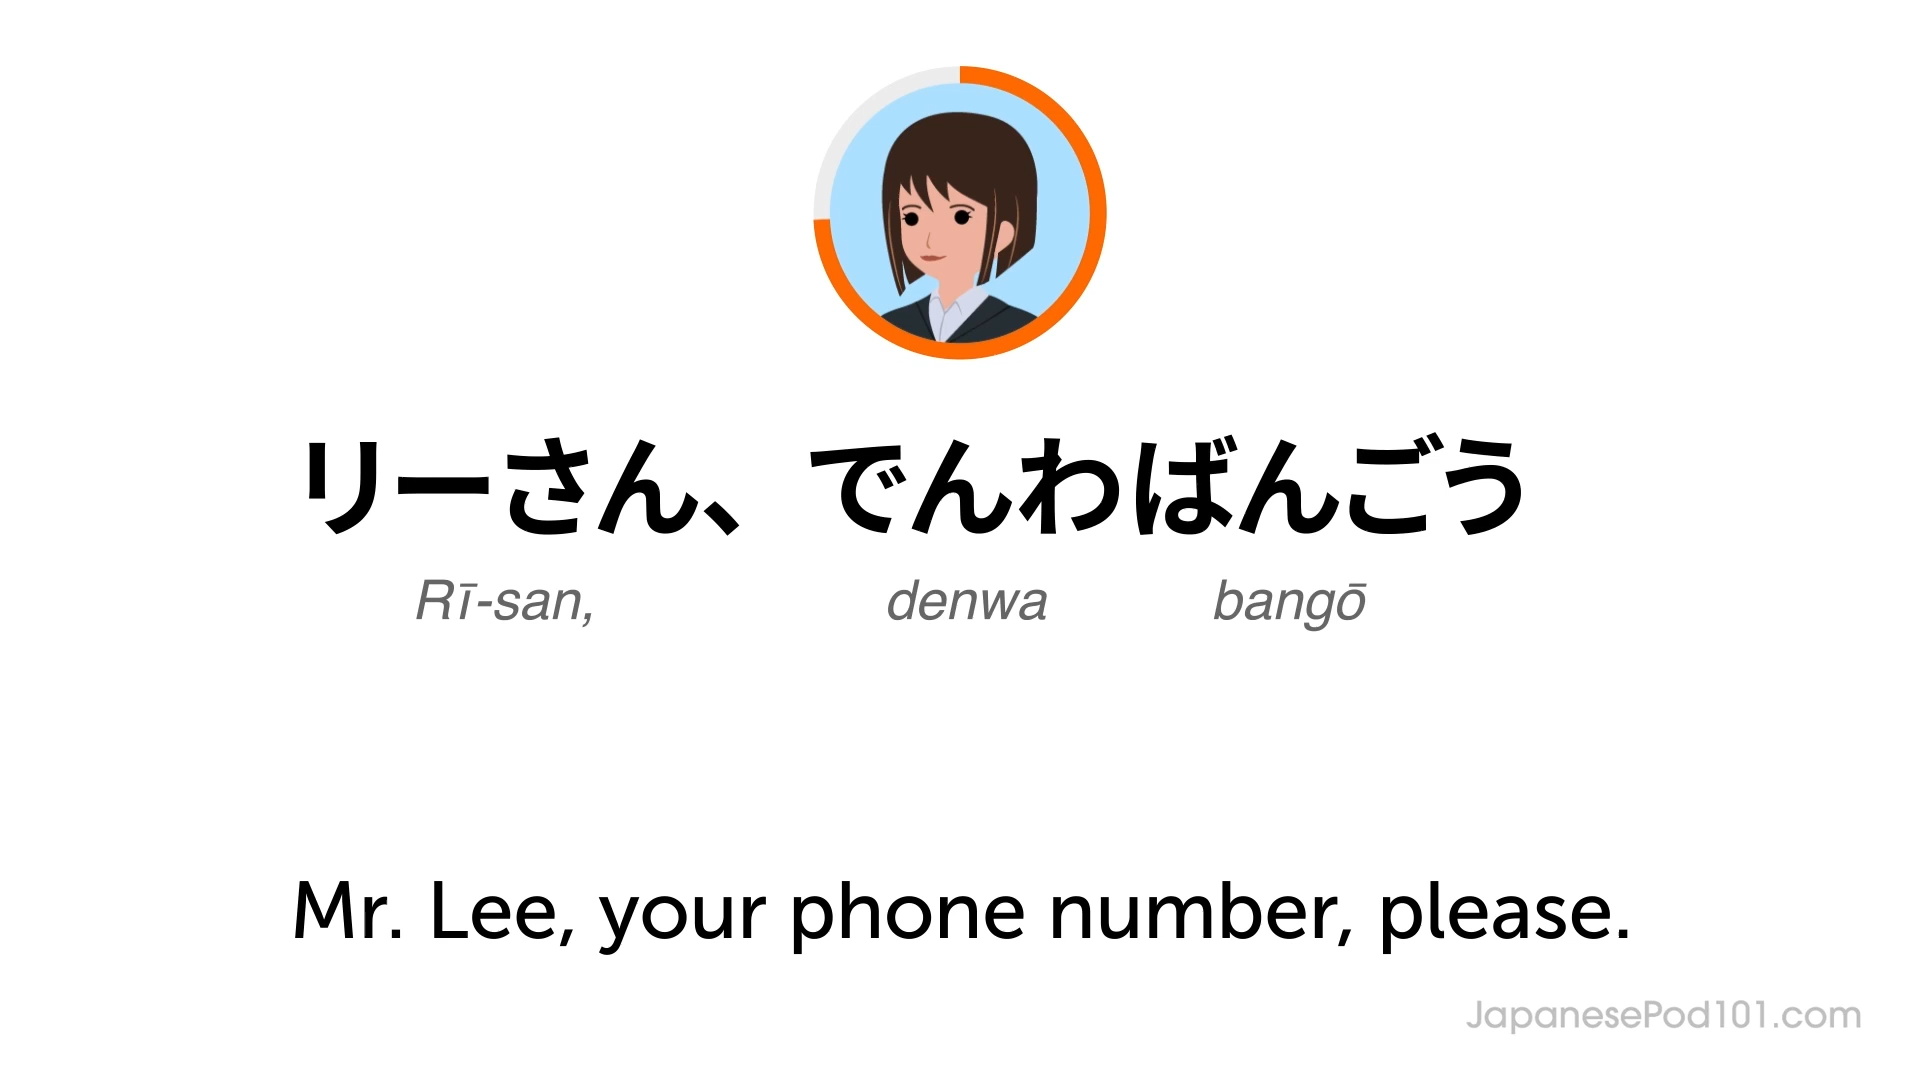 リーさん、でんわばんごう
Rī-san, denwa bangō
Mr. Lee, your phone number, please.
JapanesePod101.com